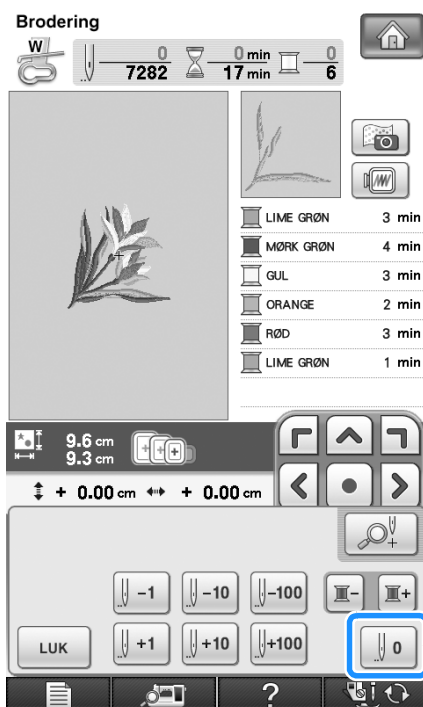 Brodering
W
0 0 min 0
7282 17 min 6
LIME GRØN 3 min
MØRK GRØN 4 min
GUL 3 min
ORANGE 2 min
RØD 3 min
LIME GRØN 1 min
9.6 cm
9.3 cm
+ 0.00 cm + 0.00 cm
-1 -10 -100 - +
LUK +1 +10 +100 0
?